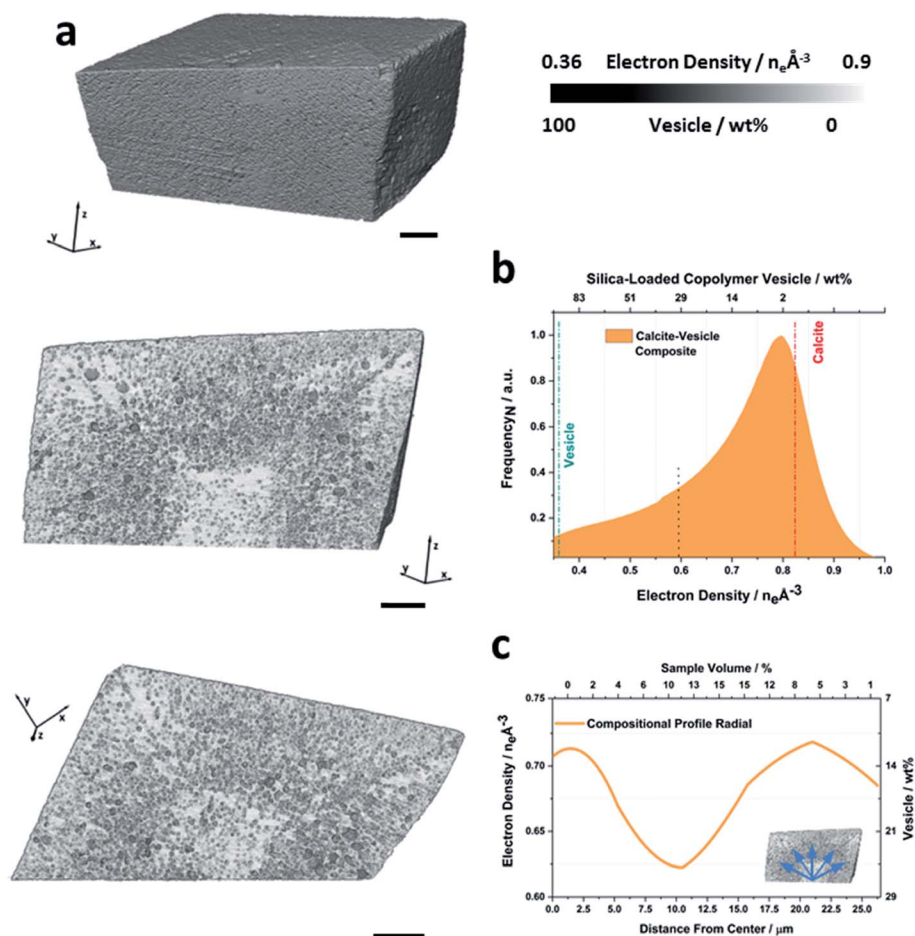 a
z
y
x
0.36 Electron Density / nₑÅ⁻³ 0.9
100 Vesicle / wt% 0
z
y
x
y
x
z
b
Silica-Loaded Copolymer Vesicle / wt%
83 51 29 14 2
Calcite-Vesicle
Composite
Vesicle
Calcite
Frequency_N / a.u.
1.0
0.8
0.6
0.4
0.2
0.4 0.5 0.6 0.7 0.8 0.9 1.0
Electron Density / nₑÅ⁻³
c
Sample Volume / %
0 2 4 6 10 11 13 15 15 12 8 5 3 1
Compositional Profile Radial
Electron Density / nₑÅ⁻³
0.75
0.70
0.65
0.60
7
14
21
29
Vesicle / wt%
0.0 2.5 5.0 7.5 10.0 12.5 15.0 17.5 20.0 22.5 25.0
Distance From Center / µm